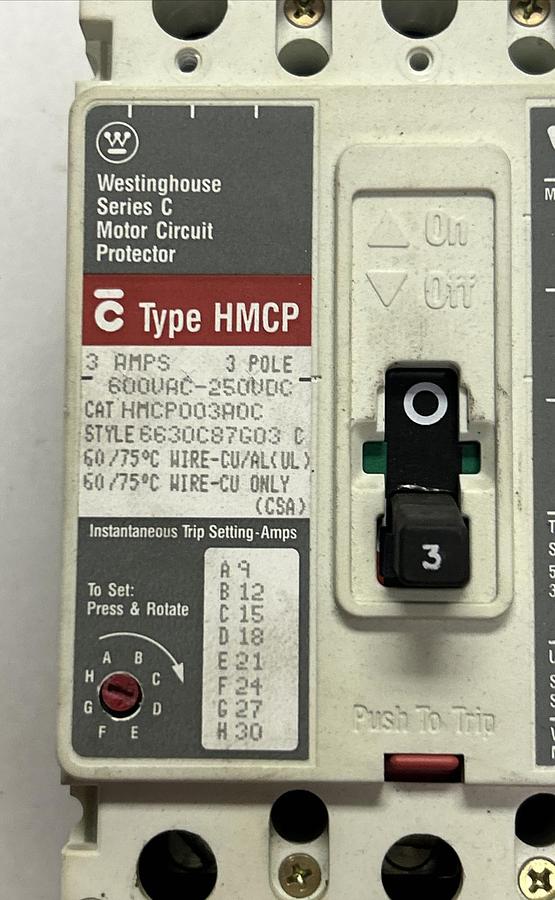 Westinghouse
Series C
Motor Circuit
Protector
C Type HMCP
3 AMPS 3 POLE
600VAC-250VDC
CAT HMCP003A0C
STYLE 6630C87G03 C
60/75°C WIRE-CU/AL(UL)
60/75°C WIRE-CU ONLY
(CSA)
Instantaneous Trip Setting-Amps
To Set:
Press & Rotate
A 9
B 12
C 15
D 18
E 21
F 24
G 27
H 30
A B C D E F G H
On
Off
O
3
Push To Trip